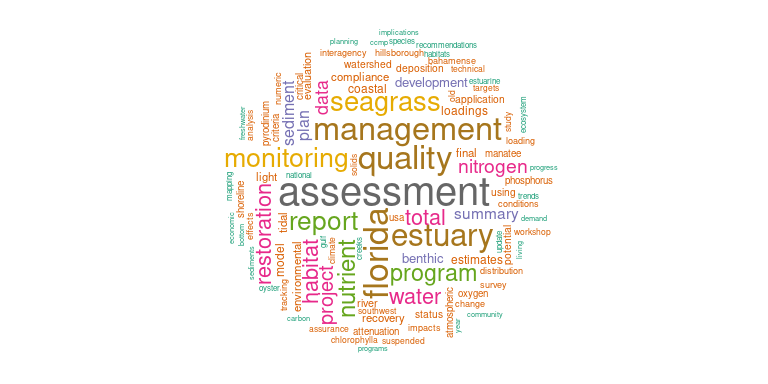 implications
planning
ccmp
species
recommendations
interagency
hillsborough
habitats
watershed
deposition
bahamense
technical
evaluation
compliance
development
estuarine
targets
critical
numeric
coastal
data
seagrass
old
application
loadings
sediment
plan
pyrodinium
criteria
analysis
freshwater
management
study
ecosystem
loading
monitoring
quality
final
manatee
solids
nitrogen
progress
light
national
phosphorus
mapping
shoreline
restoration
assessment
using
trends
conditions
economic
effects
tidal
report
florida
usa
total
summary
demand
bottom
model
habitat
gulf
climate
nutrient
creeks
estuary
update
potential
workshop
living
sediments
environmental
project
benthic
estimates
program
distribution
oyster
tracking
water
survey
carbon
river
southwest
recovery
status
atmospheric
oxygen
change
year
community
assurance
attenuation
impacts
chlorophylla
suspended
programs